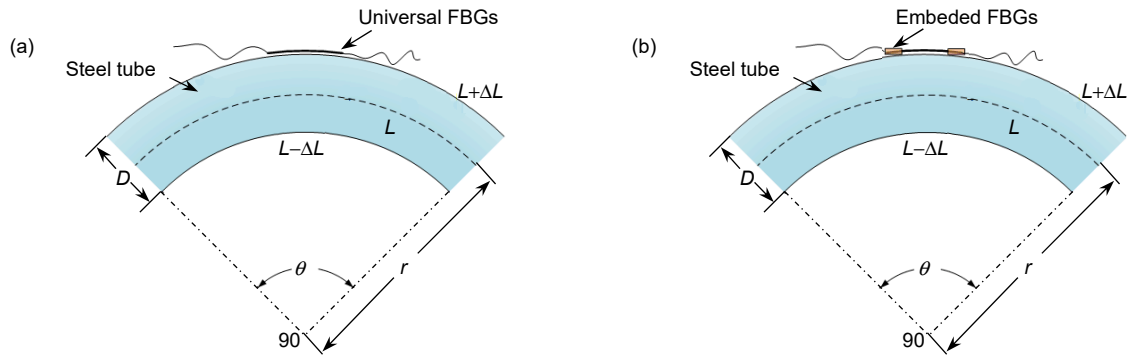 (a)
Universal FBGs
Steel tube
L+ΔL
L
L−ΔL
D
θ
r
90
(b)
Embeded FBGs
Steel tube
L+ΔL
L
L−ΔL
D
θ
r
90